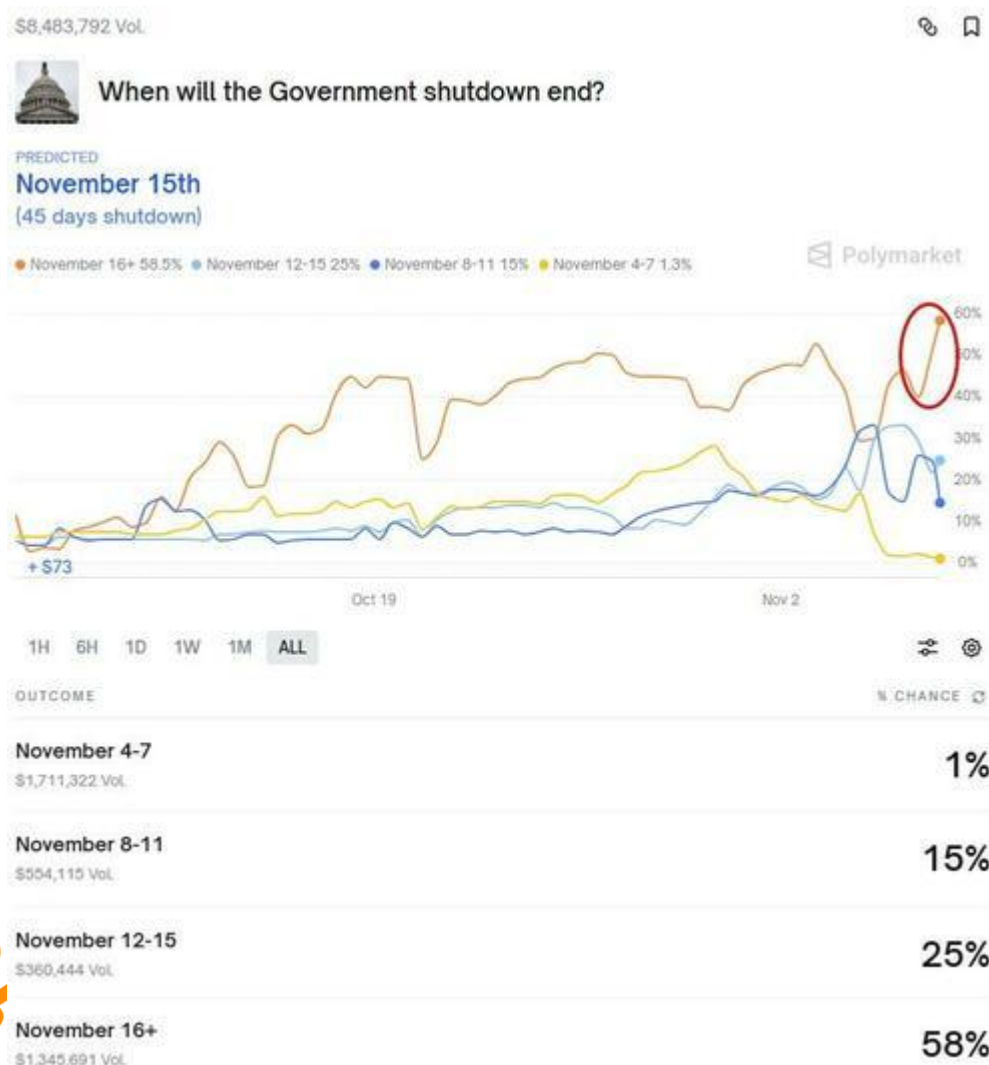 $8,483,792 Vol.
When will the Government shutdown end?
PREDICTED
November 15th
(45 days shutdown)
November 16+ 58.5% November 12-15 25% November 8-11 15% November 4-7 1.3%
Polymarket
60%
50%
40%
30%
20%
10%
0%
+ $73
Oct 19 Nov 2
1H 6H 1D 1W 1M ALL
OUTCOME % CHANCE
November 4-7
$1,711,322 Vol.
1%
November 8-11
$554,115 Vol.
15%
November 12-15
$360,444 Vol.
25%
November 16+
$1,345,691 Vol.
58%